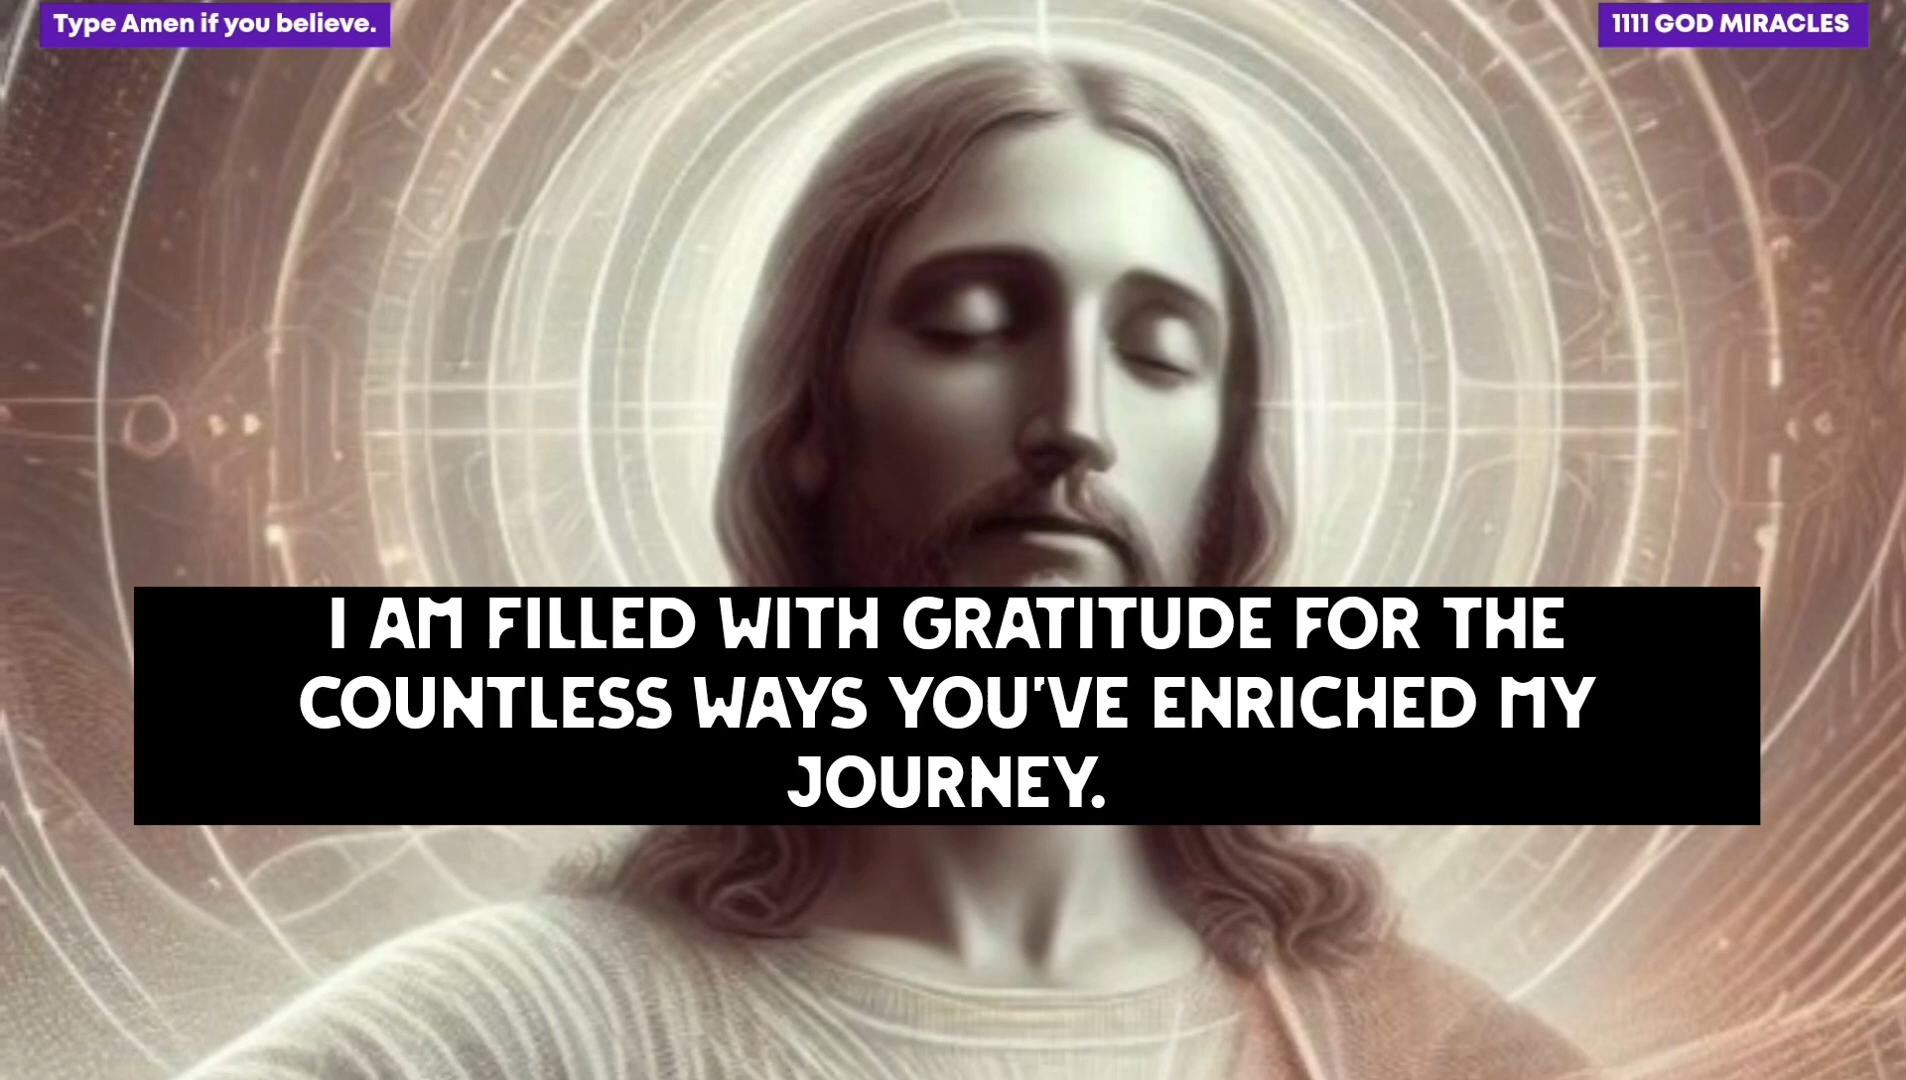 Type Amen if you believe.
1111 GOD MIRACLES
I AM FILLED WITH GRATITUDE FOR THE
COUNTLESS WAYS YOU'VE ENRICHED MY
JOURNEY.